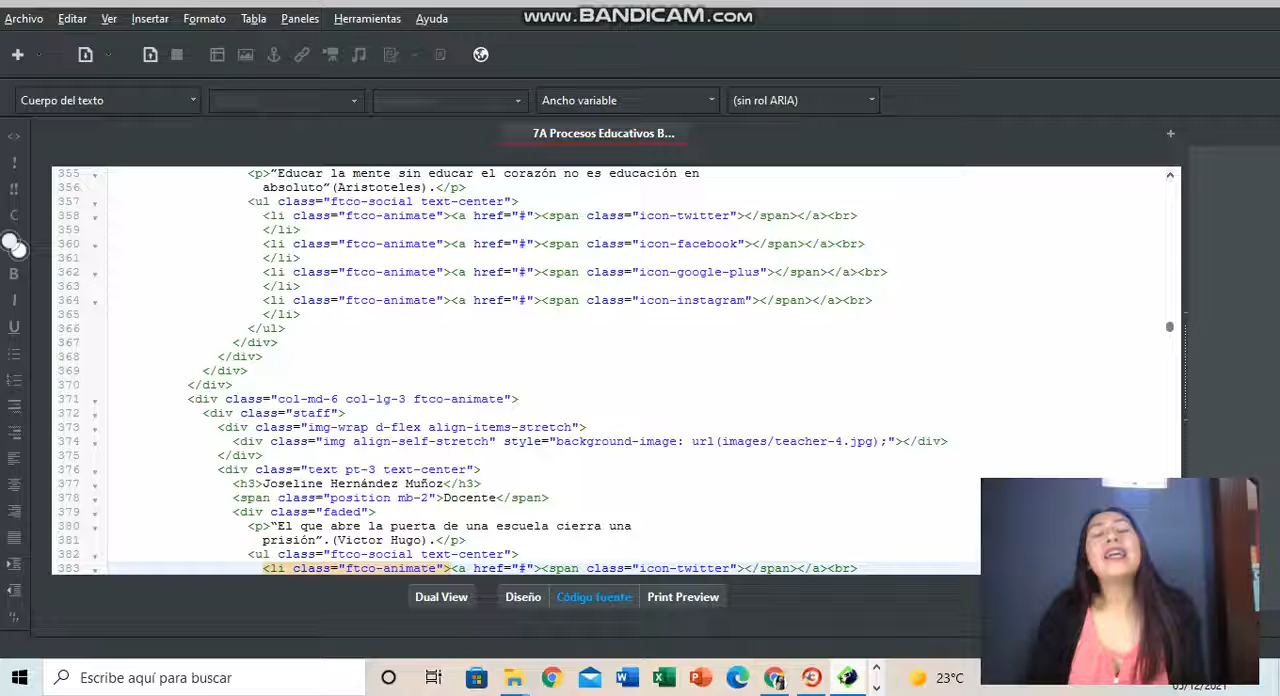 www.BANDICAM.com
Archivo Editar Ver Insertar Formato Tabla Paneles Herramientas Ayuda
Cuerpo del texto Ancho variable (sin rol ARIA)
7A Procesos Educativos B...
355 <p>"Educar la mente sin educar el corazón no es educación en
356 absoluto"(Aristoteles).</p>
357 <ul class="ftco-social text-center">
358 <li class="ftco-animate"><a href="#"><span class="icon-twitter"></span></a><br>
359 </li>
360 <li class="ftco-animate"><a href="#"><span class="icon-facebook"></span></a><br>
361 </li>
362 <li class="ftco-animate"><a href="#"><span class="icon-google-plus"></span></a><br>
363 </li>
364 <li class="ftco-animate"><a href="#"><span class="icon-instagram"></span></a><br>
365 </li>
366 </ul>
367 </div>
368 </div>
369 </div>
370 </div>
371 <div class="col-md-6 col-lg-3 ftco-animate">
372 <div class="staff">
373 <div class="img-wrap d-flex align-items-stretch">
374 <div class="img align-self-stretch" style="background-image: url(images/teacher-4.jpg);"></div>
375 </div>
376 <div class="text pt-3 text-center">
377 <h3>Joseline Hernández Muñoz</h3>
378 <span class="position mb-2">Docente</span>
379 <div class="faded">
380 <p>"El que abre la puerta de una escuela cierra una
381 prisión".(Victor Hugo).</p>
382 <ul class="ftco-social text-center">
383 <li class="ftco-animate"><a href="#"><span class="icon-twitter"></span></a><br>
Dual View Diseño Código fuente Print Preview
Escribe aquí para buscar 23°C